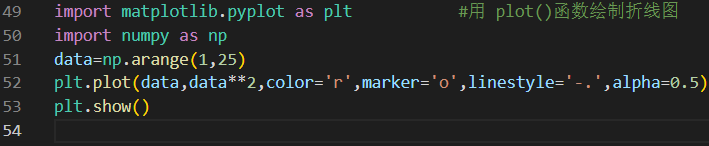 49 import matplotlib.pyplot as plt #用 plot()函数绘制折线图
50 import numpy as np
51 data=np.arange(1,25)
52 plt.plot(data,data**2,color='r',marker='o',linestyle='-.',alpha=0.5)
53 plt.show()
54